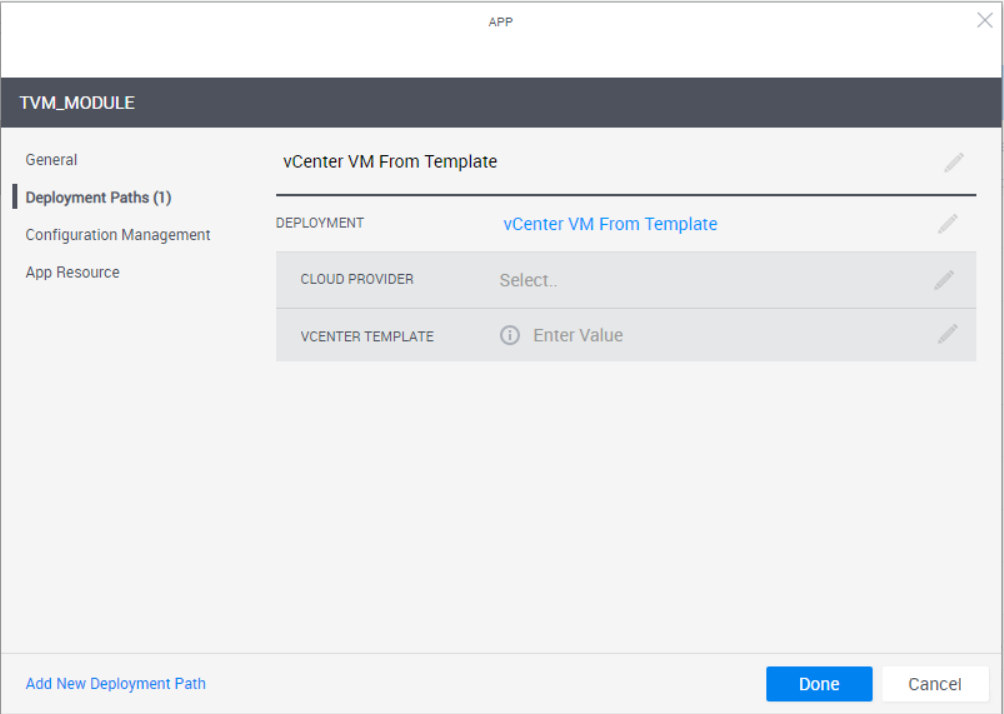 APP
TVM_MODULE
General
Deployment Paths (1)
Configuration Management
App Resource
vCenter VM From Template
DEPLOYMENT vCenter VM From Template
CLOUD PROVIDER Select..
VCENTER TEMPLATE Enter Value
Add New Deployment Path
Done Cancel